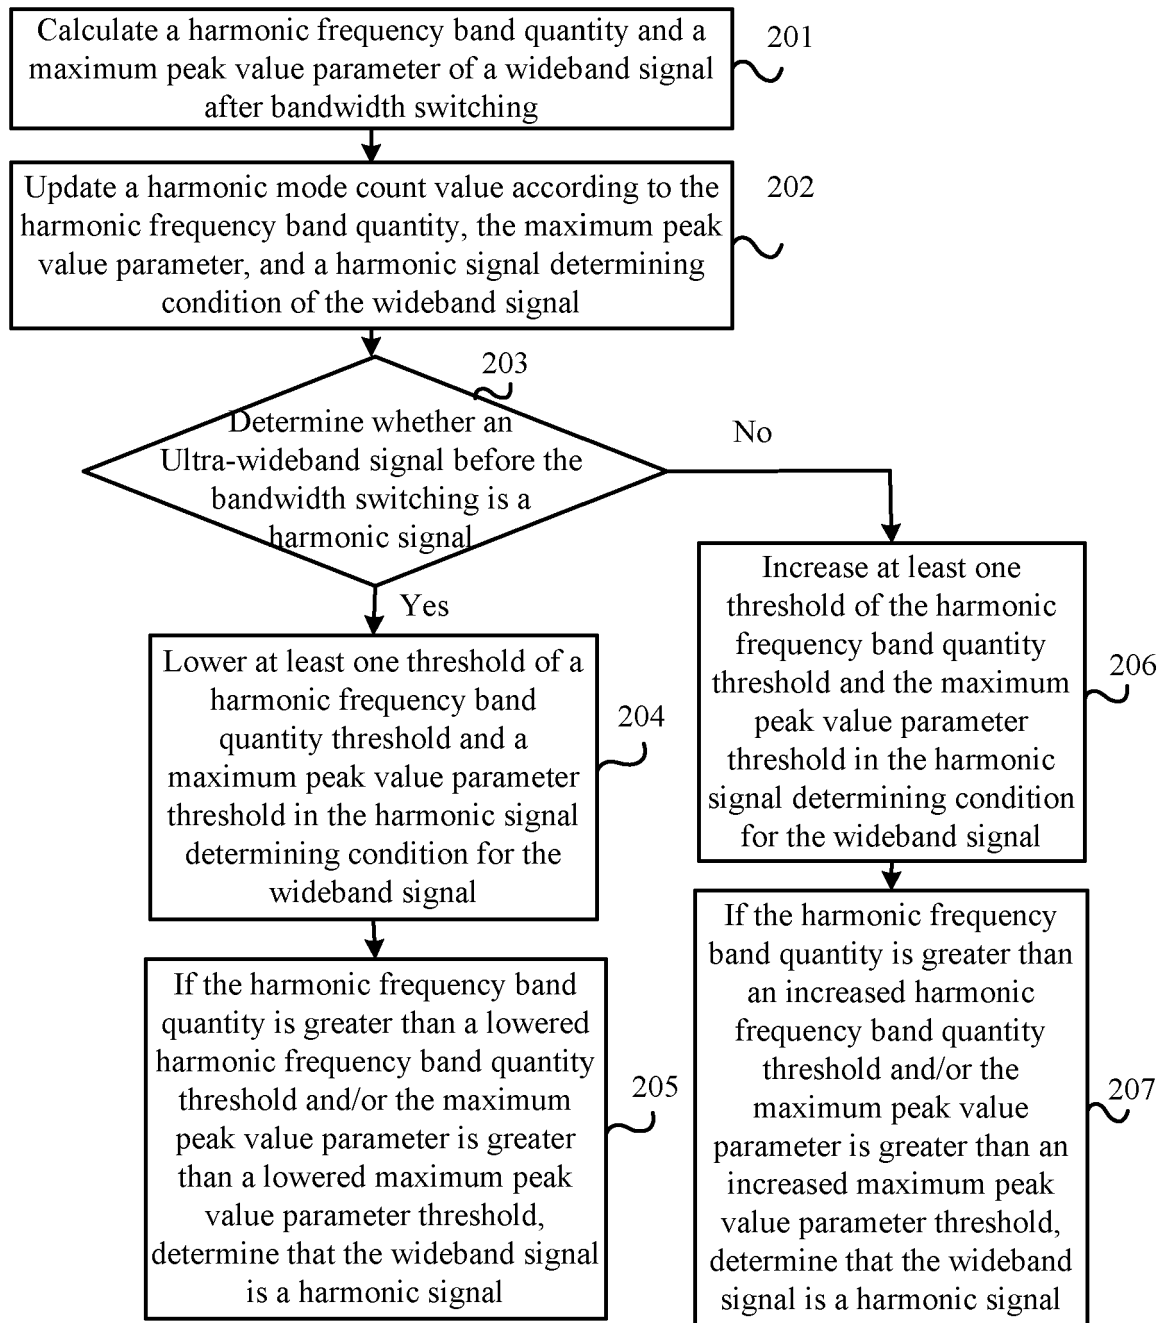 Calculate a harmonic frequency band quantity and a
maximum peak value parameter of a wideband signal
after bandwidth switching
201
Update a harmonic mode count value according to the
harmonic frequency band quantity, the maximum peak
value parameter, and a harmonic signal determining
condition of the wideband signal
202
203
Determine whether an
Ultra-wideband signal before the
bandwidth switching is a
harmonic signal
No
Yes
Lower at least one threshold of a
harmonic frequency band
quantity threshold and a
maximum peak value parameter
threshold in the harmonic signal
determining condition for the
wideband signal
204
If the harmonic frequency band
quantity is greater than a lowered
harmonic frequency band quantity
threshold and/or the maximum
peak value parameter is greater
than a lowered maximum peak
value parameter threshold,
determine that the wideband signal
is a harmonic signal
205
Increase at least one
threshold of the harmonic
frequency band quantity
threshold and the maximum
peak value parameter
threshold in the harmonic
signal determining condition
for the wideband signal
206
If the harmonic frequency
band quantity is greater than
an increased harmonic
frequency band quantity
threshold and/or the
maximum peak value
parameter is greater than an
increased maximum peak
value parameter threshold,
determine that the wideband
signal is a harmonic signal
207